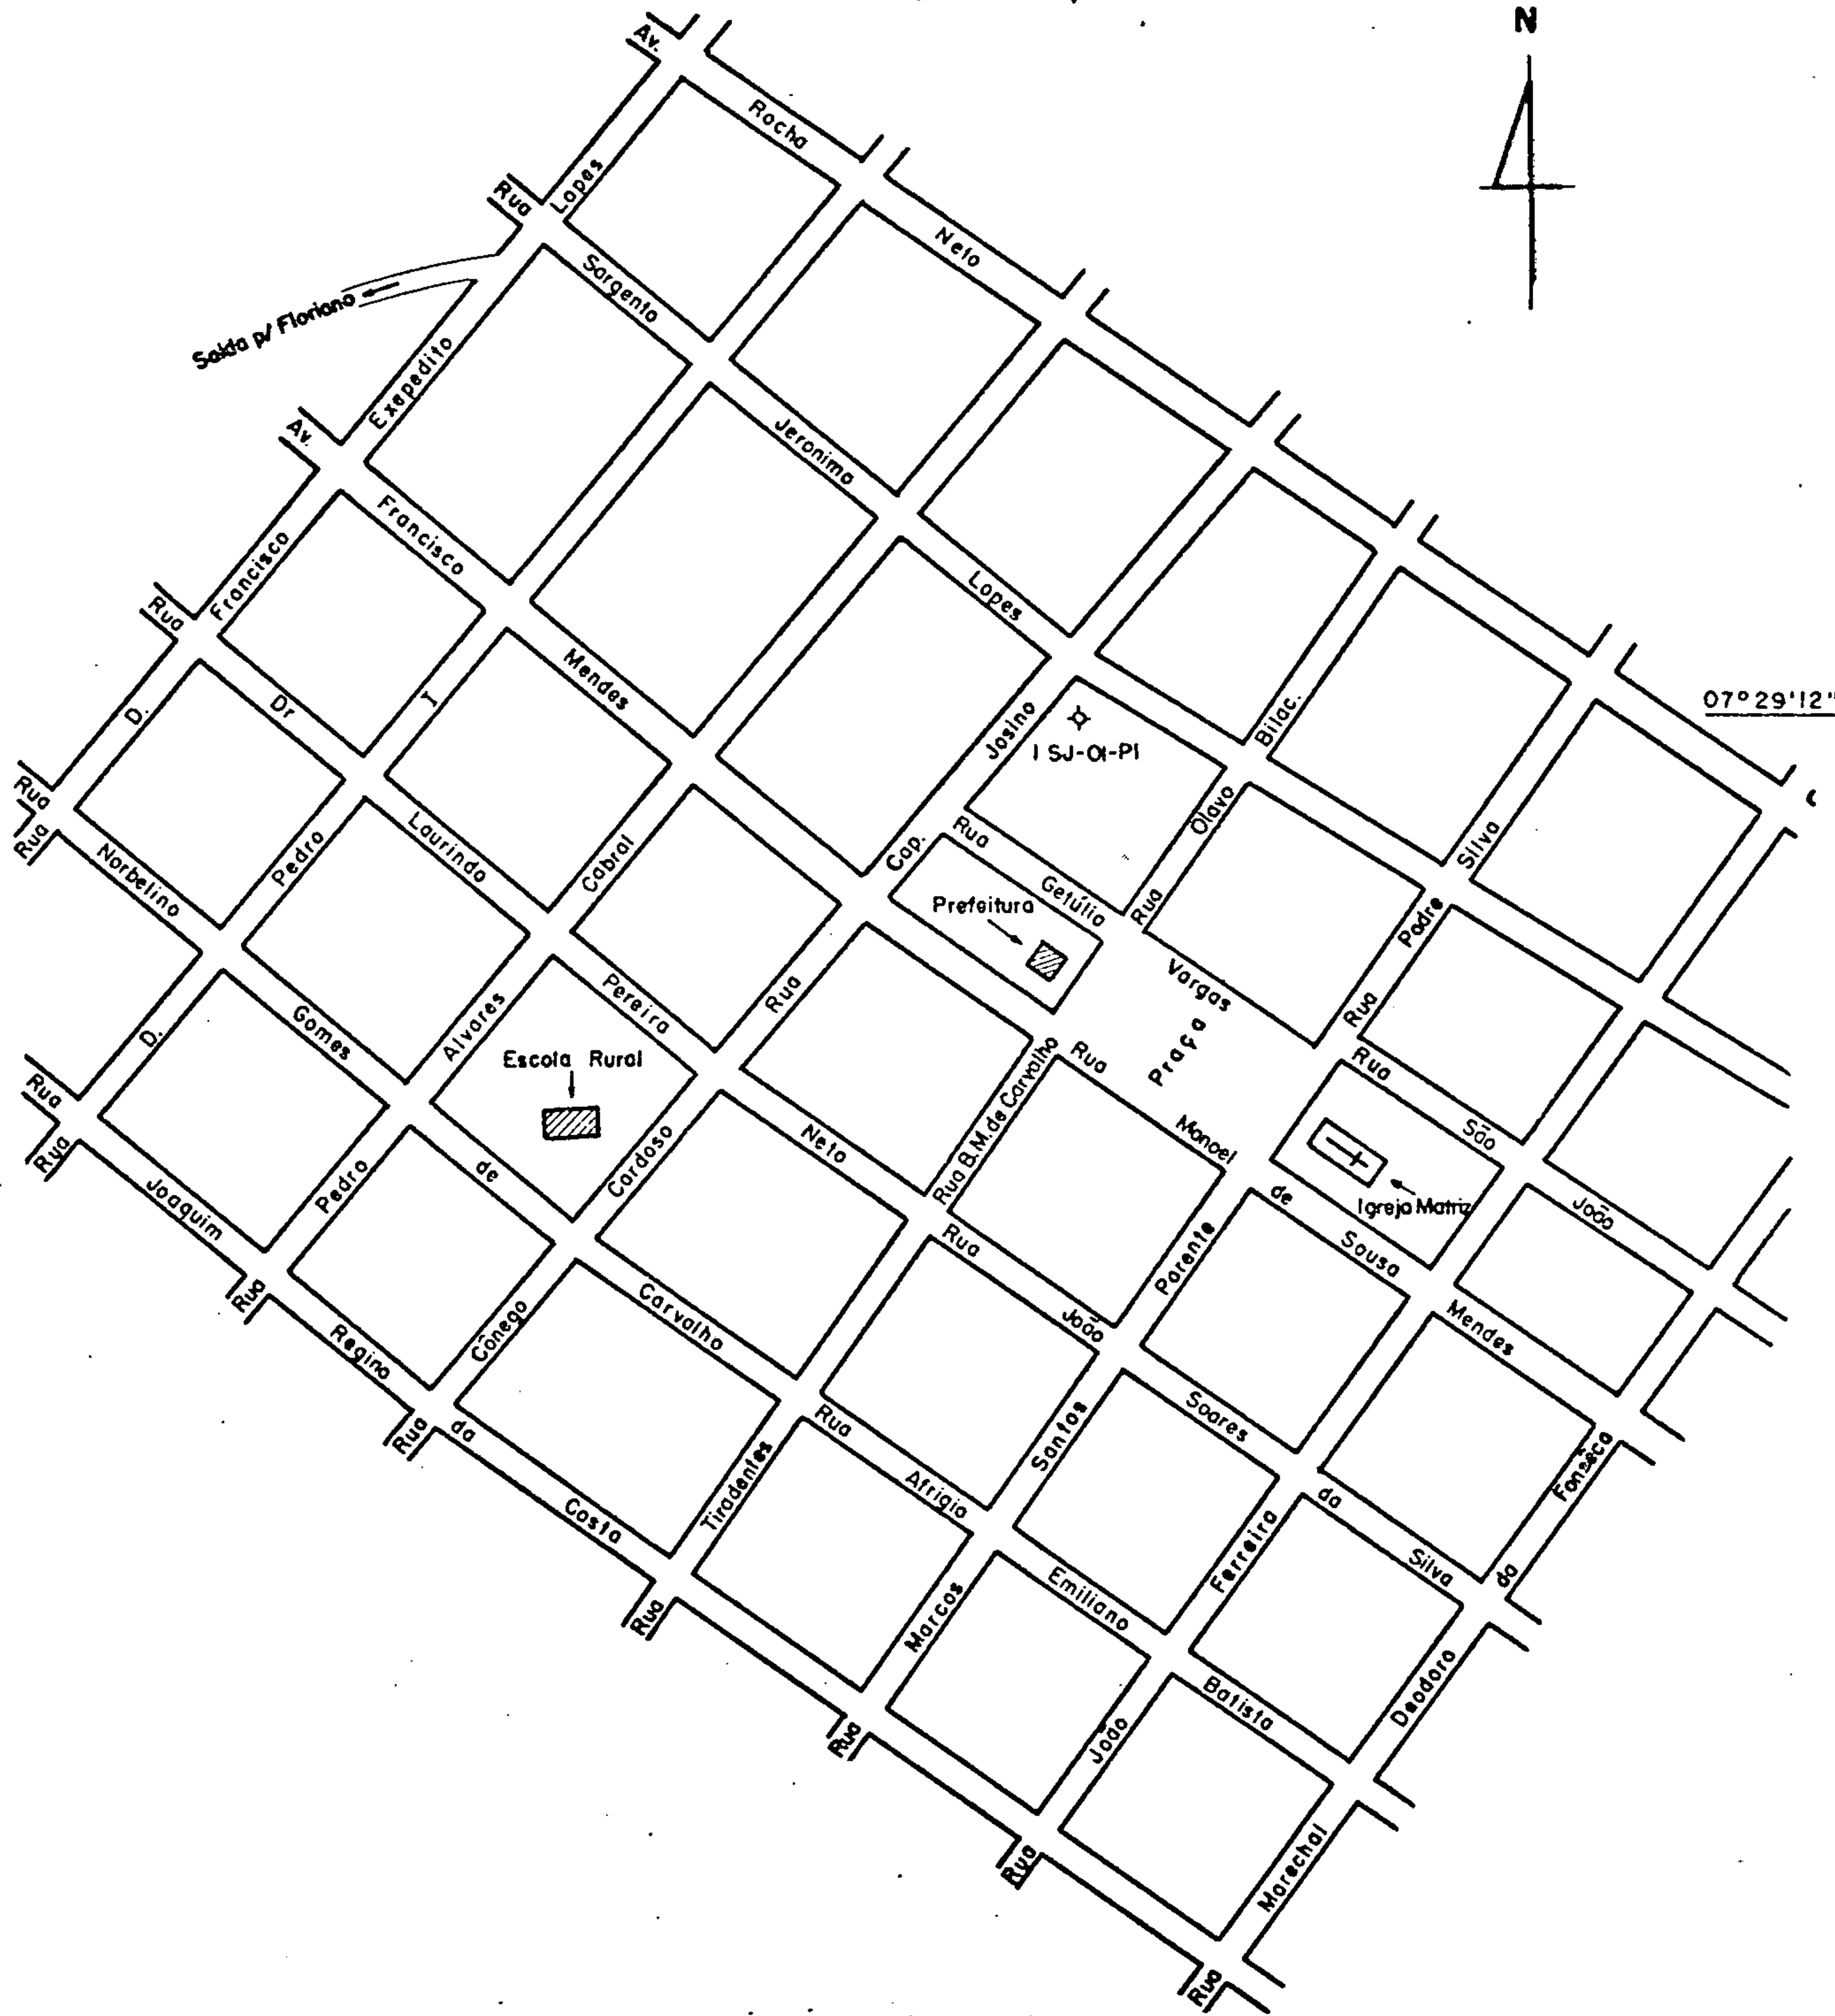 N
Av. Rocha Neto
Rua Sargento Jeronimo Lopes
Saida p/ Floriano
Av. Francisco Mendes
Rua Dr Laurindo Pereira Neto
Rua Norbelino Gomes de Carvalho
Rua Joaquim Regino da Costa
Rua D. Francisco Expedito Lopes
Rua D. Pedro I
Rua Pedro Alvares Cabral
Rua Cônego Cardoso
Rua Cap. Josino
Rua Tiradentes
Rua B.M.de Carvalho
Rua Olavo Bilac.
Rua Marcos Santos Parente
Rua Padre Silva
Rua João Ferreira
Rua Marechal Deodoro da Fonsêca
Rua Getúlio Vargas
Rua São João
Rua Manoel de Sousa Mendes
Rua João Soares da Silva
Rua Afrigio Emiliano Batista
Praça
1 SJ-01-PI
Prefeitura
Escola Rural
Igreja Matriz
07°29'12"